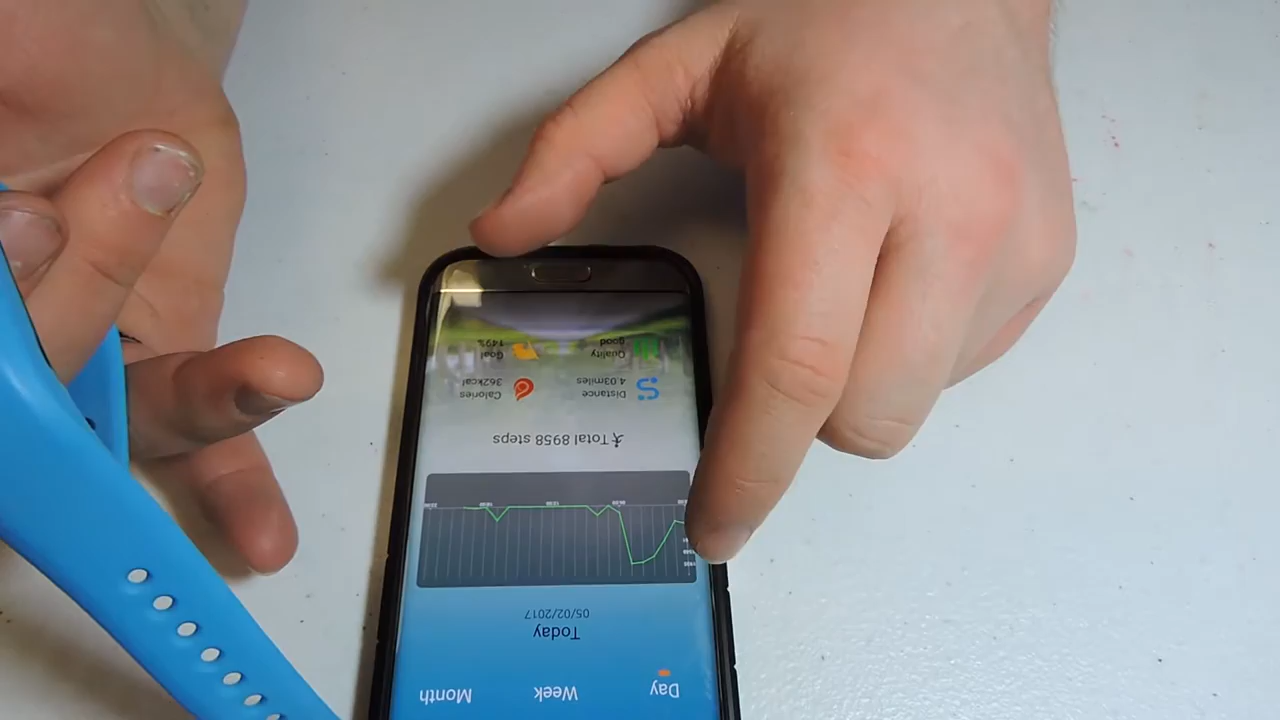 Day Week Month
Today
05/02/2017
Total 8958 steps
Distance
4.03miles
Calories
362kcal
Quality
good
Goal
149%